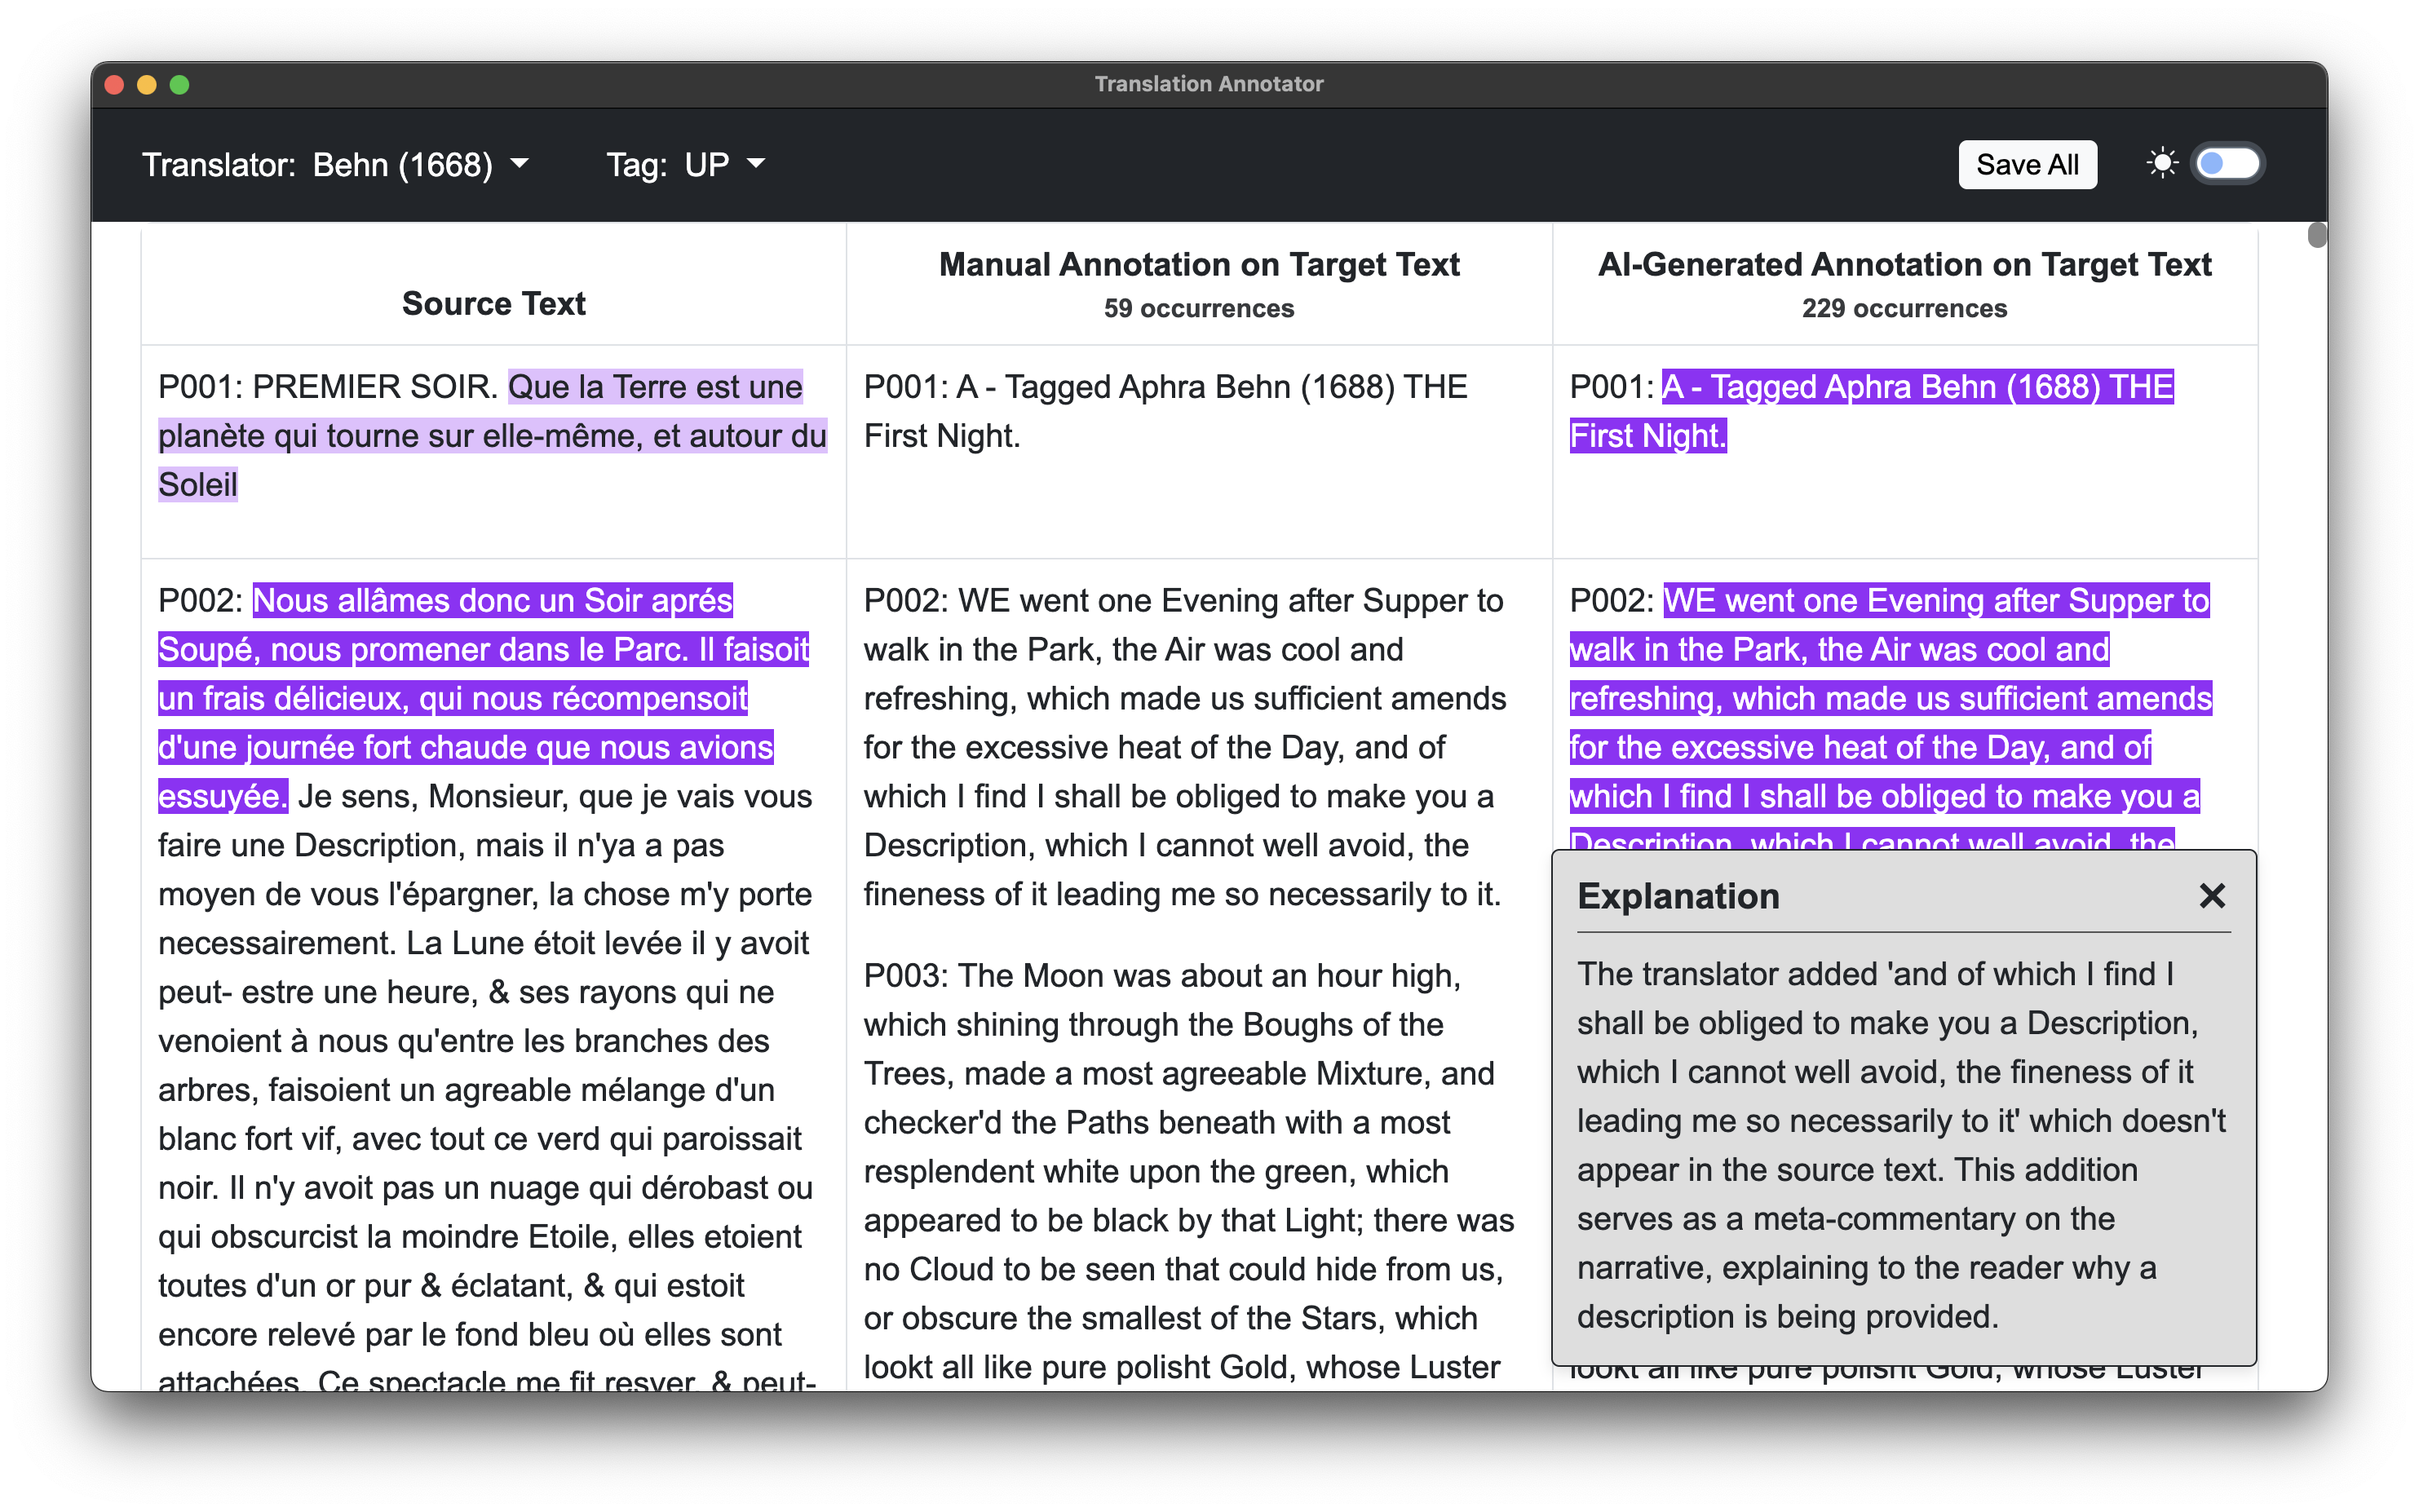 Translation Annotator
Translator: Behn (1668)
Tag: UP
Save All
Source Text
P001: PREMIER SOIR. Que la Terre est une
planète qui tourne sur elle-même, et autour du
Soleil
P002: Nous allâmes donc un Soir aprés
Soupé, nous promener dans le Parc. Il faisoit
un frais délicieux, qui nous récompensoit
d'une journée fort chaude que nous avions
essuyée. Je sens, Monsieur, que je vais vous
faire une Description, mais il n'ya a pas
moyen de vous l'épargner, la chose m'y porte
necessairement. La Lune étoit levée il y avoit
peut- estre une heure, & ses rayons qui ne
venoient à nous qu'entre les branches des
arbres, faisoient un agreable mélange d'un
blanc fort vif, avec tout ce verd qui paroissait
noir. Il n'y avoit pas un nuage qui dérobast ou
qui obscurcist la moindre Etoile, elles etoient
toutes d'un or pur & éclatant, & qui estoit
encore relevé par le fond bleu où elles sont
attachées. Ce spectacle me fit resver, & peut-
Manual Annotation on Target Text
59 occurrences
P001: A - Tagged Aphra Behn (1688) THE
First Night.
P002: WE went one Evening after Supper to
walk in the Park, the Air was cool and
refreshing, which made us sufficient amends
for the excessive heat of the Day, and of
which I find I shall be obliged to make you a
Description, which I cannot well avoid, the
fineness of it leading me so necessarily to it.
P003: The Moon was about an hour high,
which shining through the Boughs of the
Trees, made a most agreeable Mixture, and
checker'd the Paths beneath with a most
resplendent white upon the green, which
appeared to be black by that Light; there was
no Cloud to be seen that could hide from us,
or obscure the smallest of the Stars, which
lookt all like pure polisht Gold, whose Luster
AI-Generated Annotation on Target Text
229 occurrences
P001: A - Tagged Aphra Behn (1688) THE
First Night.
P002: WE went one Evening after Supper to
walk in the Park, the Air was cool and
refreshing, which made us sufficient amends
for the excessive heat of the Day, and of
which I find I shall be obliged to make you a
Description, which I cannot well avoid, the
Explanation
The translator added 'and of which I find I
shall be obliged to make you a Description,
which I cannot well avoid, the fineness of it
leading me so necessarily to it' which doesn't
appear in the source text. This addition
serves as a meta-commentary on the
narrative, explaining to the reader why a
description is being provided.
lookt all like pure polisht Gold, whose Luster